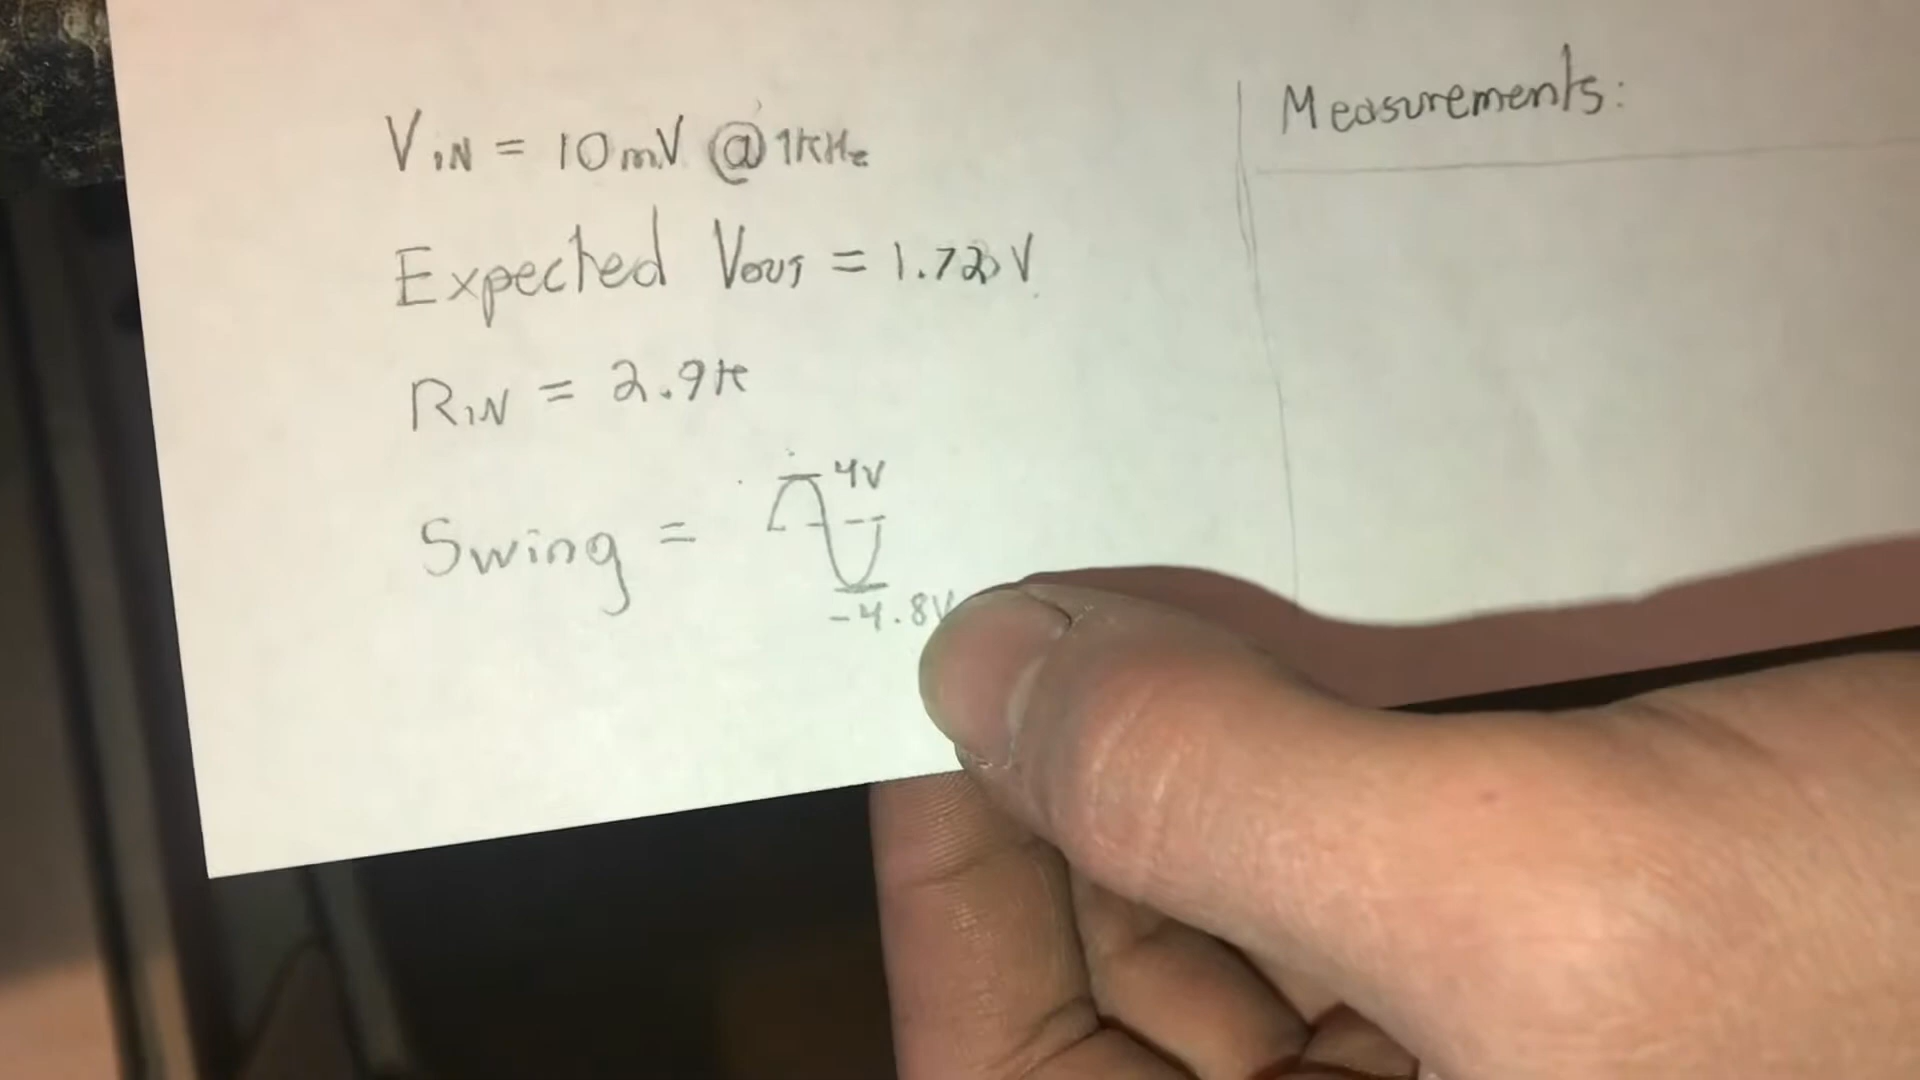 VIN = 10mV @ 1KHz
Expected VOUT = 1.72V
RIN = 2.9K
Swing =
4V
-4.8V
Measurements: